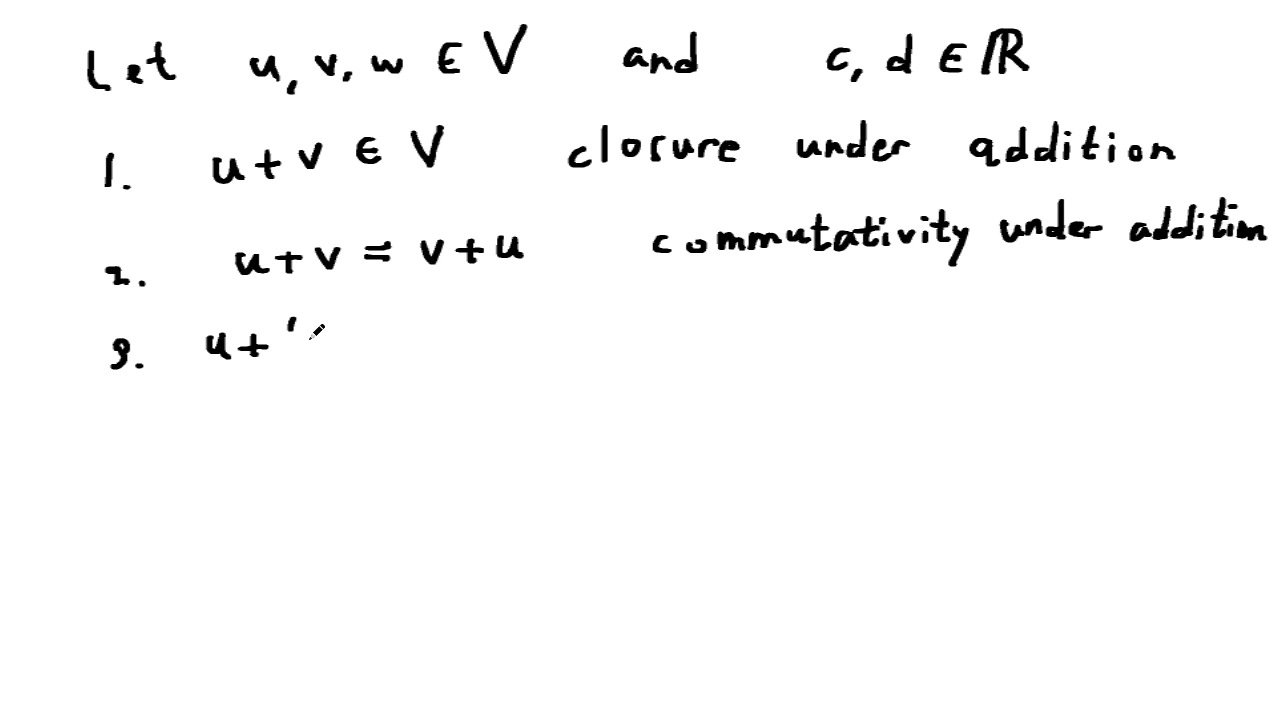 Let u, v, w ∈ V and c, d ∈ ℝ
1. u + v ∈ V closure under addition
2. u + v = v + u commutativity under addition
3. u + '